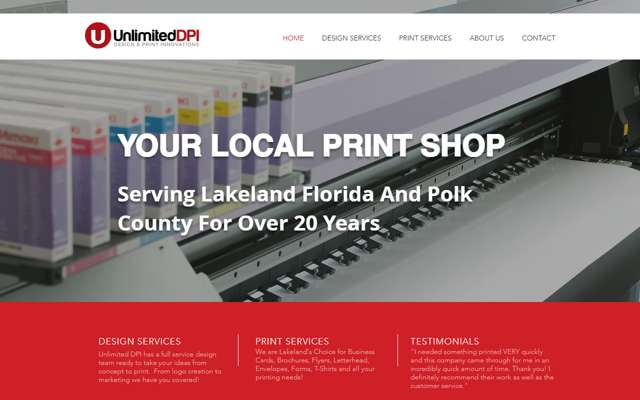 UnlimitedDPI
DESIGN & PRINT INNOVATIONS
HOME
DESIGN SERVICES
PRINT SERVICES
ABOUT US
CONTACT
YOUR LOCAL PRINT SHOP
Serving Lakeland Florida And Polk
County For Over 20 Years
DESIGN SERVICES
Unlimited DPI has a full service design
team ready to take your ideas from
concept to print. From logo creation to
marketing we have you covered!
PRINT SERVICES
We are Lakeland's Choice for Business
Cards, Brochures, Flyers, Letterhead,
Envelopes, Forms, T-Shirts and all your
printing needs!
TESTIMONIALS
"I needed something printed VERY quickly
and this company came through for me in an
incredibly quick amount of time. Thank you! I
definitely recommend their work as well as the
customer service."